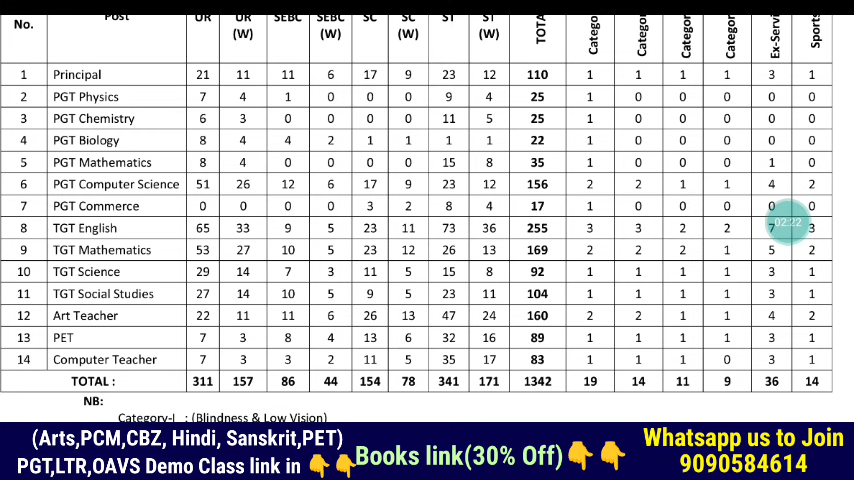 No. Post UR UR (W) SEBC SEBC (W) SC SC (W) ST ST (W) TOTA Catego Categor Categor Categor Ex-Servi Sports
1 Principal 21 11 11 6 17 9 23 12 110 1 1 1 1 3 1
2 PGT Physics 7 4 1 0 0 0 9 4 25 1 0 0 0 0 0
3 PGT Chemistry 6 3 0 0 0 0 11 5 25 1 0 0 0 0 0
4 PGT Biology 8 4 4 2 1 1 1 1 22 1 0 0 0 0 0
5 PGT Mathematics 8 4 0 0 0 0 15 8 35 1 0 0 0 1 0
6 PGT Computer Science 51 26 12 6 17 9 23 12 156 2 2 1 1 4 2
7 PGT Commerce 0 0 0 0 3 2 8 4 17 1 0 0 0 0 0
02:22
8 TGT English 65 33 9 5 23 11 73 36 255 3 3 2 2 7 3
9 TGT Mathematics 53 27 10 5 23 12 26 13 169 2 2 2 1 5 2
10 TGT Science 29 14 7 3 11 5 15 8 92 1 1 1 1 3 1
11 TGT Social Studies 27 14 10 5 9 5 23 11 104 1 1 1 1 3 1
12 Art Teacher 22 11 11 6 26 13 47 24 160 2 2 1 1 4 2
13 PET 7 3 8 4 13 6 32 16 89 1 1 1 1 3 1
14 Computer Teacher 7 3 3 2 11 5 35 17 83 1 1 1 0 3 1
TOTAL : 311 157 86 44 154 78 341 171 1342 19 14 11 9 36 14
NB:
Category-I : (Blindness & Low Vision)
(Arts,PCM,CBZ, Hindi, Sanskrit,PET)
PGT,LTR,OAVS Demo Class link in 👇👇
Books link(30% Off)👇👇
Whatsapp us to Join
9090584614